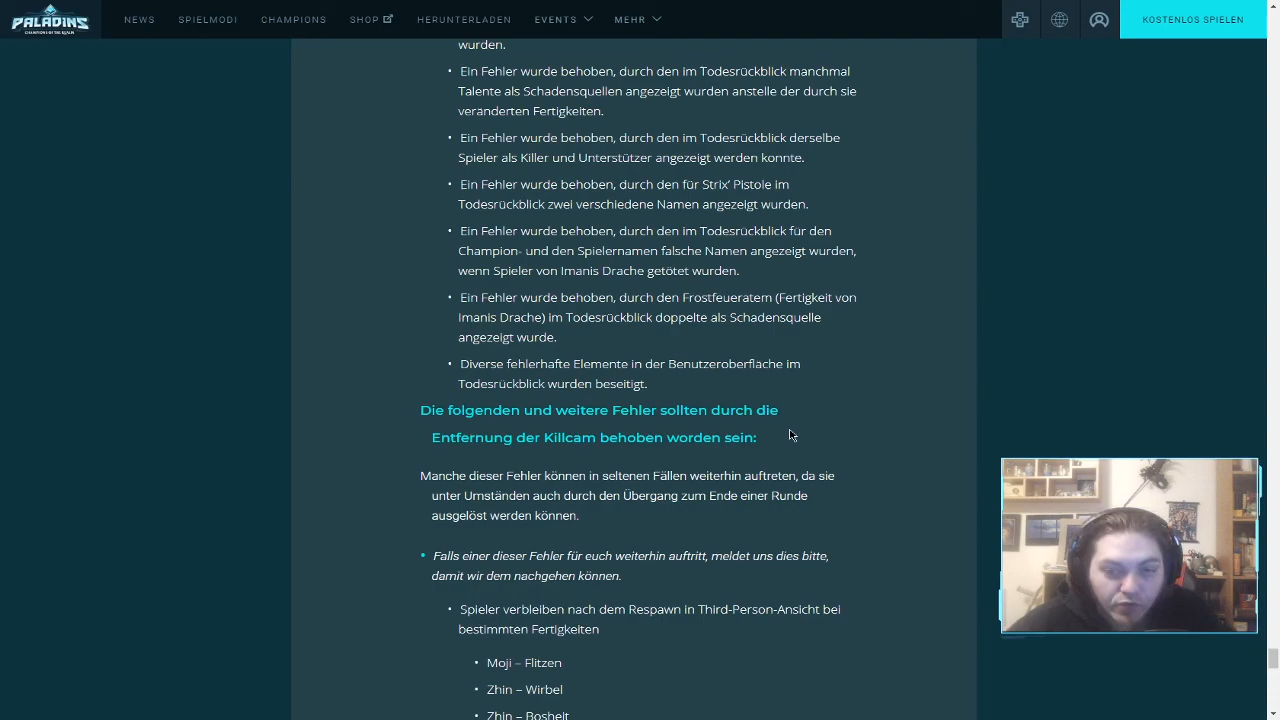 PALADINS
CHAMPIONS OF THE REALM
NEWS
SPIELMODI
CHAMPIONS
SHOP
HERUNTERLADEN
EVENTS
MEHR
KOSTENLOS SPIELEN
wurden.
• Ein Fehler wurde behoben, durch den im Todesrückblick manchmal
Talente als Schadensquellen angezeigt wurden anstelle der durch sie
veränderten Fertigkeiten.
• Ein Fehler wurde behoben, durch den im Todesrückblick derselbe
Spieler als Killer und Unterstützer angezeigt werden konnte.
• Ein Fehler wurde behoben, durch den für Strix’ Pistole im
Todesrückblick zwei verschiedene Namen angezeigt wurden.
• Ein Fehler wurde behoben, durch den im Todesrückblick für den
Champion- und den Spielernamen falsche Namen angezeigt wurden,
wenn Spieler von Imanis Drache getötet wurden.
• Ein Fehler wurde behoben, durch den Frostfeueratem (Fertigkeit von
Imanis Drache) im Todesrückblick doppelte als Schadensquelle
angezeigt wurde.
• Diverse fehlerhafte Elemente in der Benutzeroberfläche im
Todesrückblick wurden beseitigt.
Die folgenden und weitere Fehler sollten durch die
Entfernung der Killcam behoben worden sein:
Manche dieser Fehler können in seltenen Fällen weiterhin auftreten, da sie
unter Umständen auch durch den Übergang zum Ende einer Runde
ausgelöst werden können.
• Falls einer dieser Fehler für euch weiterhin auftritt, meldet uns dies bitte,
damit wir dem nachgehen können.
• Spieler verbleiben nach dem Respawn in Third-Person-Ansicht bei
bestimmten Fertigkeiten
• Moji – Flitzen
• Zhin – Wirbel
• Zhin – Bosheit